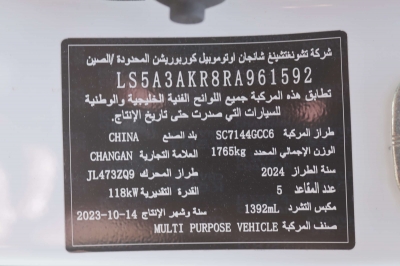 شركة تشونغتشينغ شانجان اوتوموبيل كوربوريشن المحدودة /الصين
LS5A3AKR8RA961592
تطابق هذه المركبة جميع اللوائح الفنية الخليجية والوطنية
للسيارات التي صدرت حتى تاريخ الإنتاج.
طراز المركبة SC7144GCC6 بلد الصنع CHINA
الوزن الإجمالي المحدد 1765kg العلامة التجارية CHANGAN
سنة الطراز 2024 طراز المحرك JL473ZQ9
عدد المقاعد 5 القدرة التقديرية 118kW
مكبس التشرد 1392mL سنة وشهر الإنتاج 2023-10-14
صنف المركبة MULTI PURPOSE VEHICLE